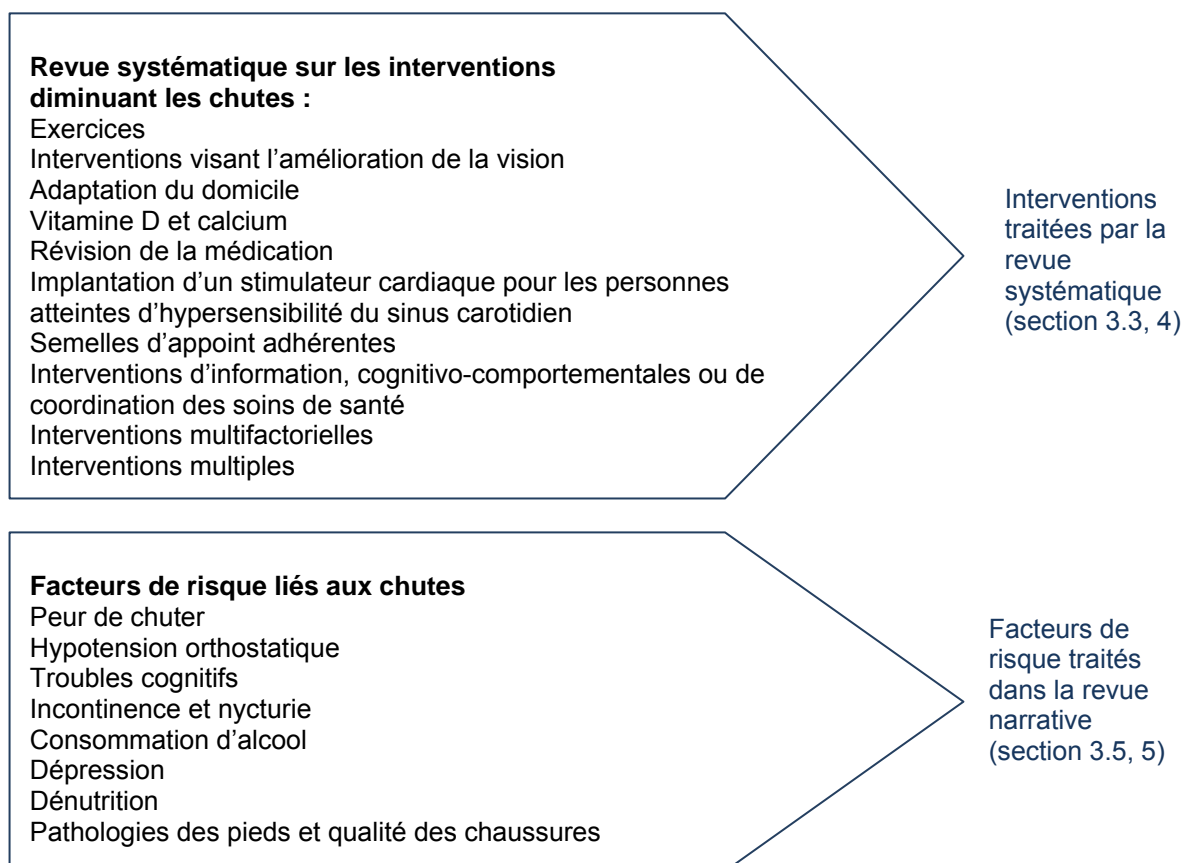 Revue systématique sur les interventions
diminuant les chutes :
Exercices
Interventions visant l’amélioration de la vision
Adaptation du domicile
Vitamine D et calcium
Révision de la médication
Implantation d’un stimulateur cardiaque pour les personnes
atteintes d’hypersensibilité du sinus carotidien
Semelles d’appoint adhérentes
Interventions d’information, cognitivo-comportementales ou de
coordination des soins de santé
Interventions multifactorielles
Interventions multiples
Interventions
traitées par la
revue
systématique
(section 3.3, 4)
Facteurs de risque liés aux chutes
Peur de chuter
Hypotension orthostatique
Troubles cognitifs
Incontinence et nycturie
Consommation d’alcool
Dépression
Dénutrition
Pathologies des pieds et qualité des chaussures
Facteurs de
risque traités
dans la revue
narrative
(section 3.5, 5)